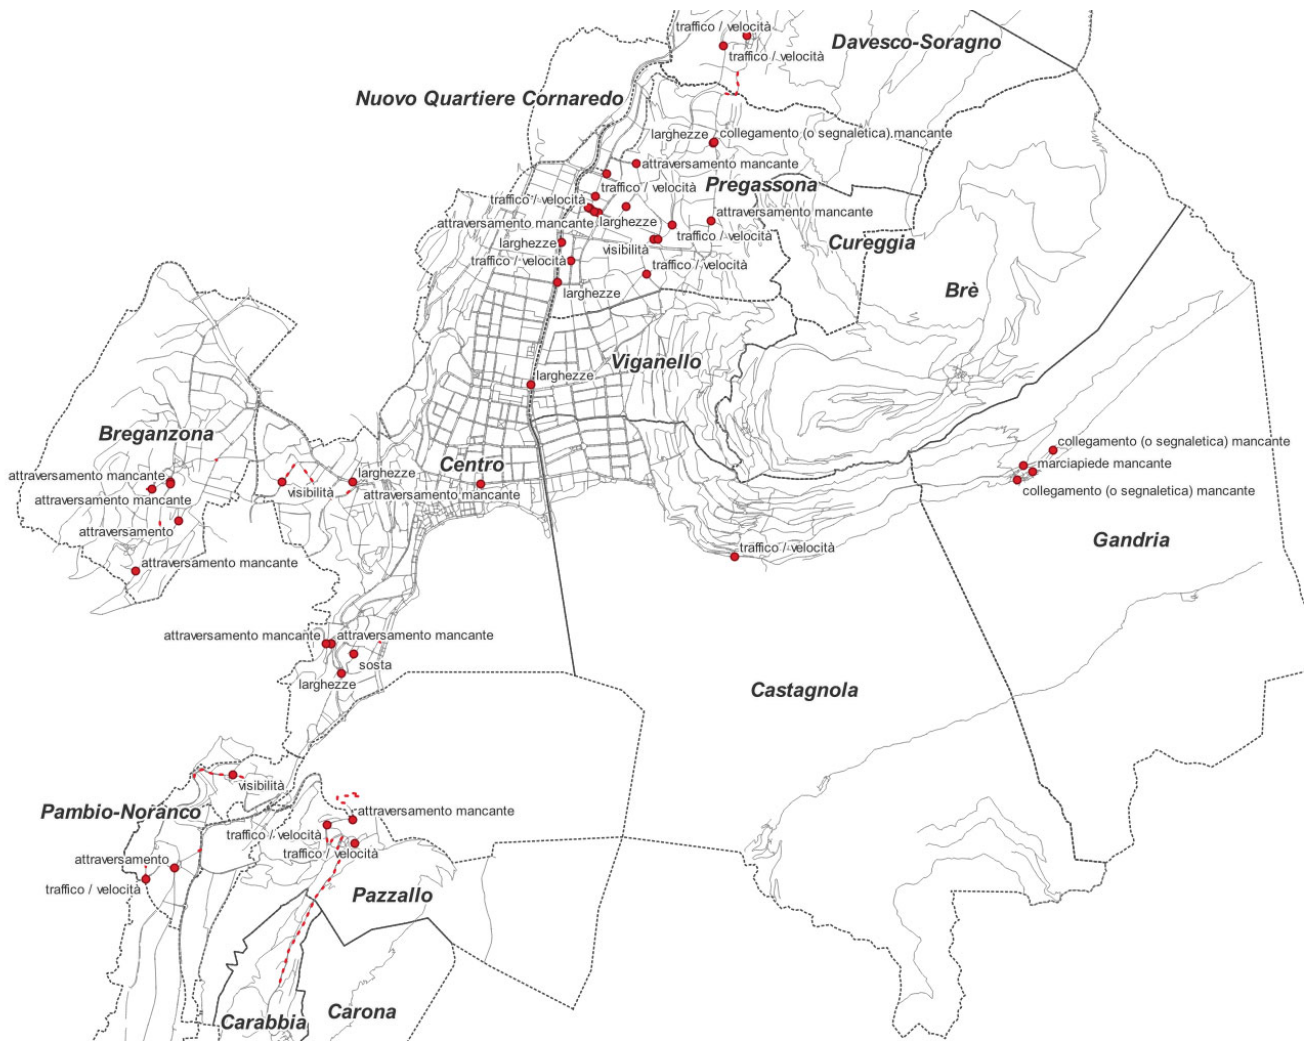 traffico / velocità
Davesco-Soragno
traffico / velocità
Nuovo Quartiere Cornaredo
larghezze
collegamento (o segnaletica) mancante
attraversamento mancante
Pregassona
traffico / velocità
traffico / velocità
attraversamento mancante
attraversamento mancante
larghezze
traffico / velocità
larghezze
visibilità
Cureggia
traffico / velocità
traffico / velocità
larghezze
Brè
Viganello
larghezze
Breganzona
Centro
collegamento (o segnaletica) mancante
marciapiede mancante
collegamento (o segnaletica) mancante
attraversamento mancante
larghezze
visibilità
attraversamento mancante
attraversamento mancante
attraversamento
Gandria
traffico / velocità
attraversamento mancante
attraversamento mancante
attraversamento mancante
sosta
larghezze
Castagnola
visibilità
Pambio-Noranco
attraversamento mancante
traffico / velocità
traffico / velocità
attraversamento
traffico / velocità
Pazzallo
Carona
Carabbia